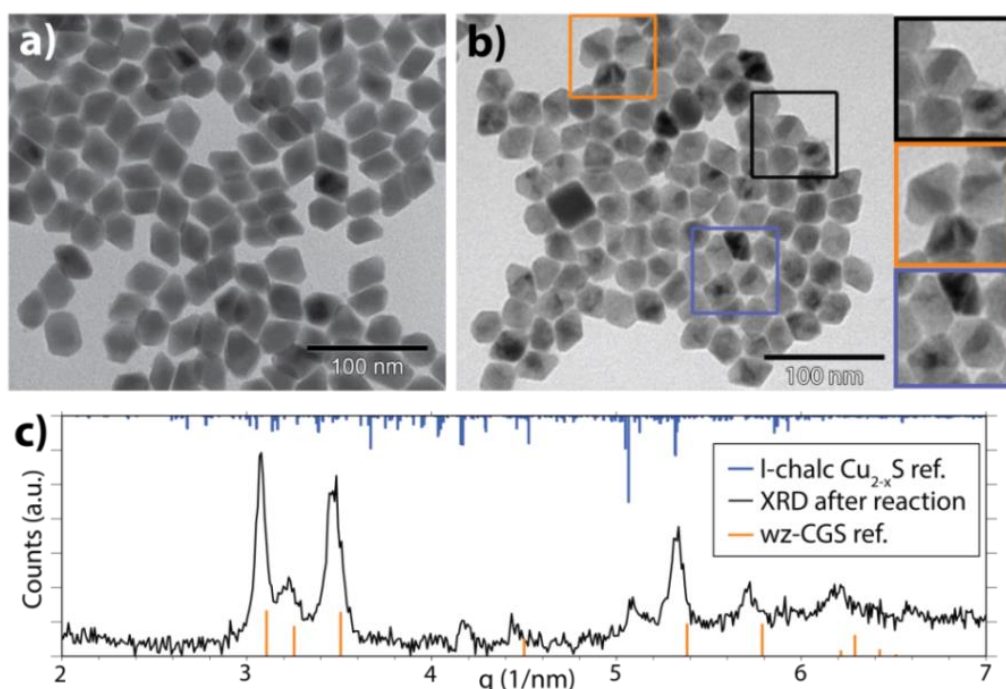 a)
100 nm
b)
100 nm
c)
Counts (a.u.)
l-chalc Cu₂₋ₓS ref.
XRD after reaction
wz-CGS ref.
2 3 4 5 6 7
q (1/nm)